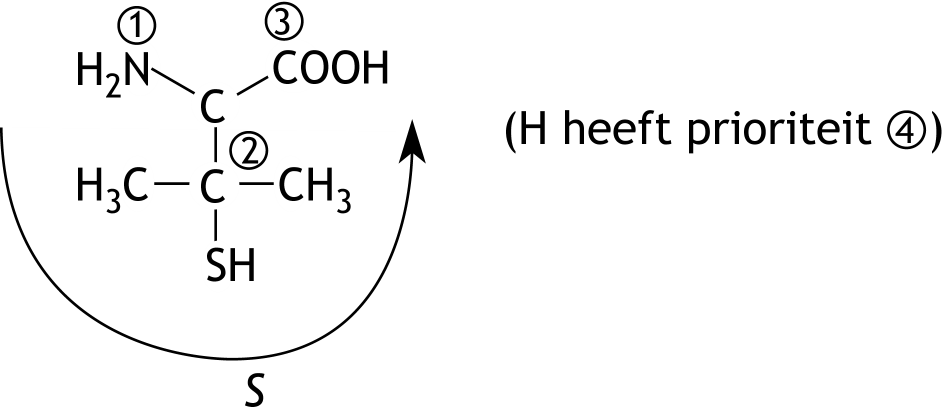 ① ③
H₂N COOH
C (H heeft prioriteit ④)
②
H₃C — C — CH₃
SH
S